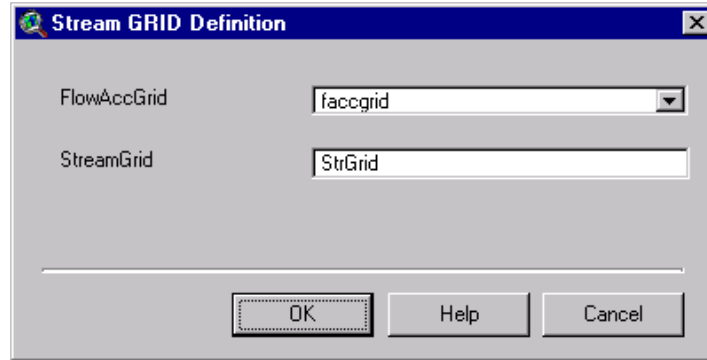 Stream GRID Definition
FlowAccGrid faccgrid
StreamGrid StrGrid
OK Help Cancel